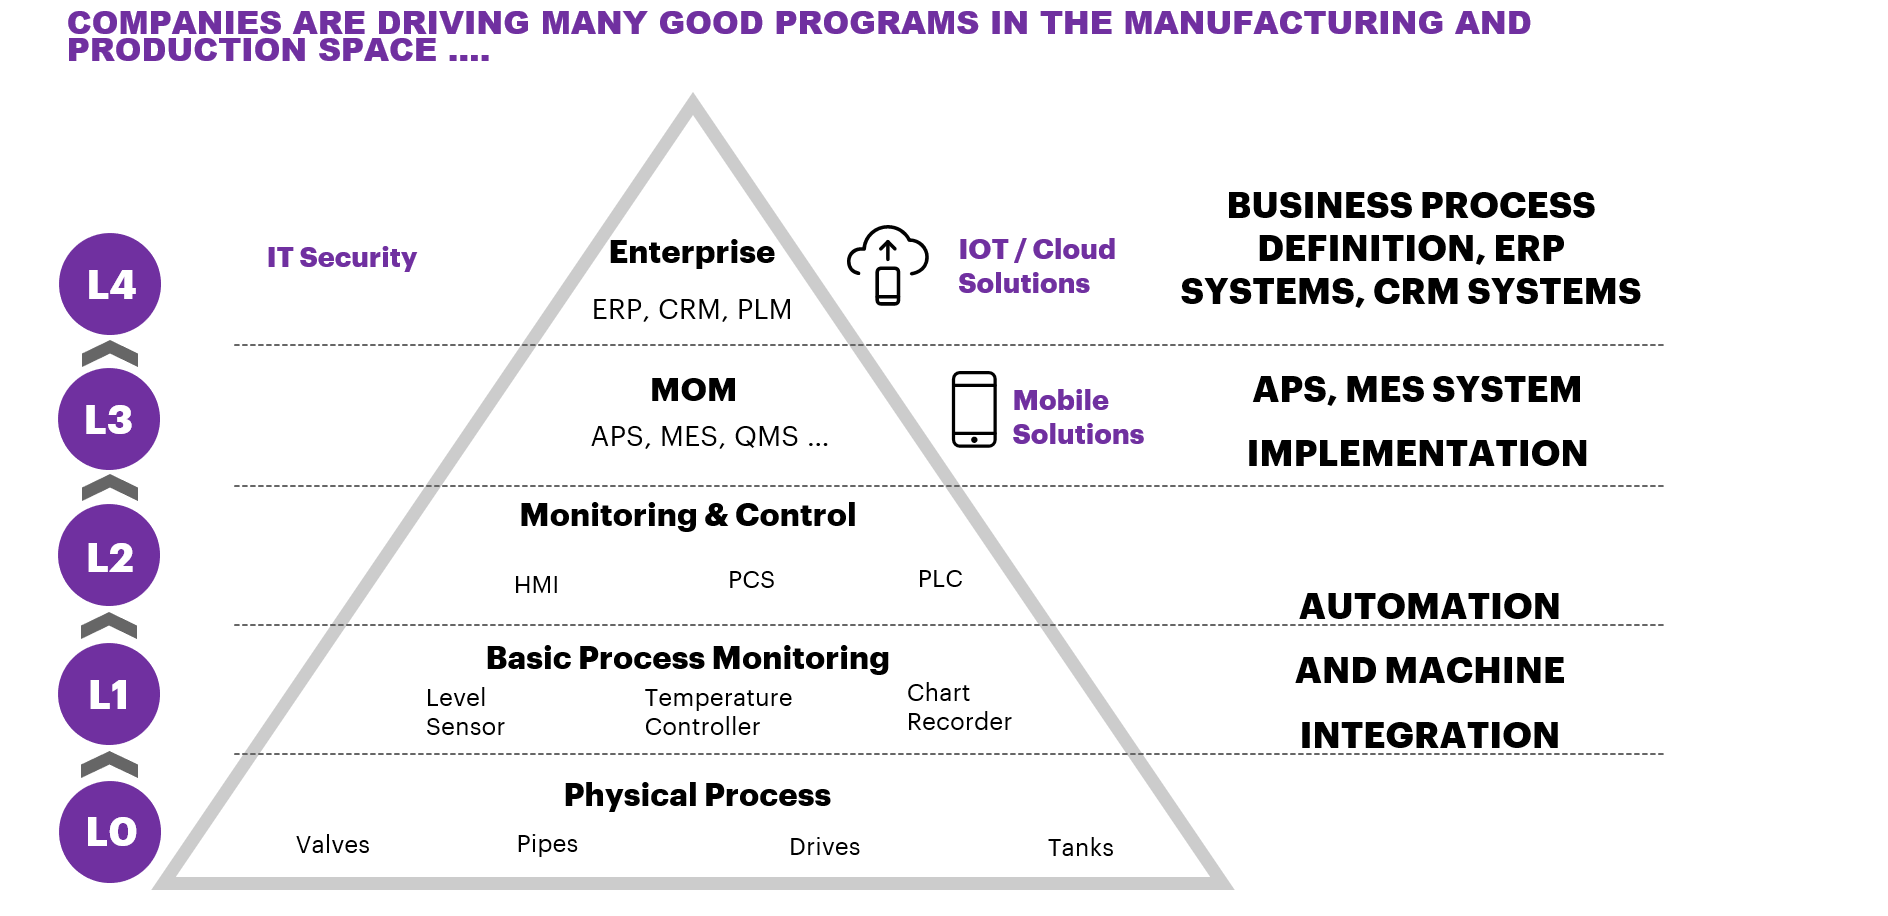 COMPANIES ARE DRIVING MANY GOOD PROGRAMS IN THE MANUFACTURING AND
PRODUCTION SPACE ....
L4
IT Security
Enterprise
ERP, CRM, PLM
IOT / Cloud
Solutions
BUSINESS PROCESS
DEFINITION, ERP
SYSTEMS, CRM SYSTEMS
L3
MOM
APS, MES, QMS ...
Mobile
Solutions
APS, MES SYSTEM
IMPLEMENTATION
L2
Monitoring & Control
HMI
PCS
PLC
AUTOMATION
AND MACHINE
INTEGRATION
L1
Basic Process Monitoring
Level
Sensor
Temperature
Controller
Chart
Recorder
L0
Physical Process
Valves
Pipes
Drives
Tanks